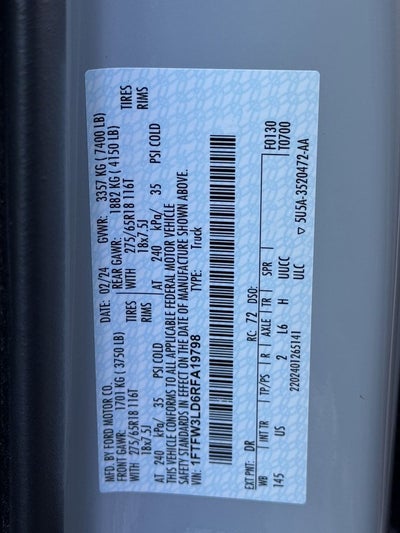 MFD. BY FORD MOTOR CO.
DATE: 02/24 GVWR: 3357 KG ( 7400 LB)
FRONT GAWR: 1701 KG ( 3750 LB) REAR GAWR: 1882 KG ( 4150 LB)
WITH 275/65R18 116T TIRES WITH 275/65R18 116T TIRES
18x7.5J RIMS 18x7.5J RIMS
AT 240 kPa/ 35 PSI COLD AT 240 kPa/ 35 PSI COLD
THIS VEHICLE CONFORMS TO ALL APPLICABLE FEDERAL MOTOR VEHICLE
SAFETY STANDARDS IN EFFECT ON THE DATE OF MANUFACTURE SHOWN ABOVE.
VIN: 1FTFW3LD6RFA19798 TYPE: Truck
F0130
T0700
EXT PNT: DR RC: 72 DSO:
WB INT TR TP/PS R AXLE TR SPR
145 US 2 L6 H UUCC
ULC
2202401265141 ▽ 5U5A-3520472-AA